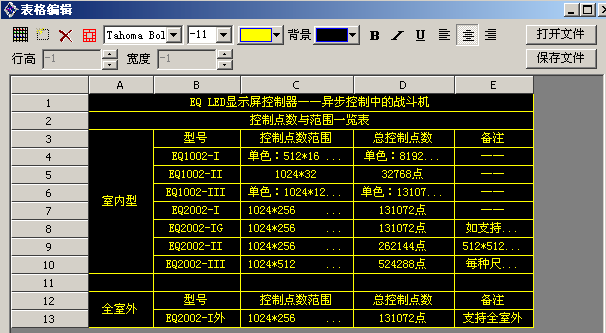 表格编辑
Tahoma Bol -11 背景 B I U 打开文件
行高 -1 宽度 -1 保存文件
A B C D E
1 EQ LED显示屏控制器——异步控制中的战斗机
2 控制点数与范围一览表
3 型号 控制点数范围 总控制点数 备注
4 EQ1002-I 单色：512*16 ... 单色：8192... ——
5 EQ1002-II 1024*32 32768点 ——
室内型
6 EQ1002-III 单色：1024*12... 单色：13107... ——
7 EQ2002-I 1024*256 ... 131072点 ——
8 EQ2002-IG 1024*256 ... 131072点 如支持...
9 EQ2002-II 1024*256 ... 262144点 512*512...
10 EQ2002-III 1024*512 ... 524288点 每种尺...
11
12 型号 控制点数范围 总控制点数 备注
全室外
13 EQ2002-I外 1024*256 ... 131072点 支持全室外